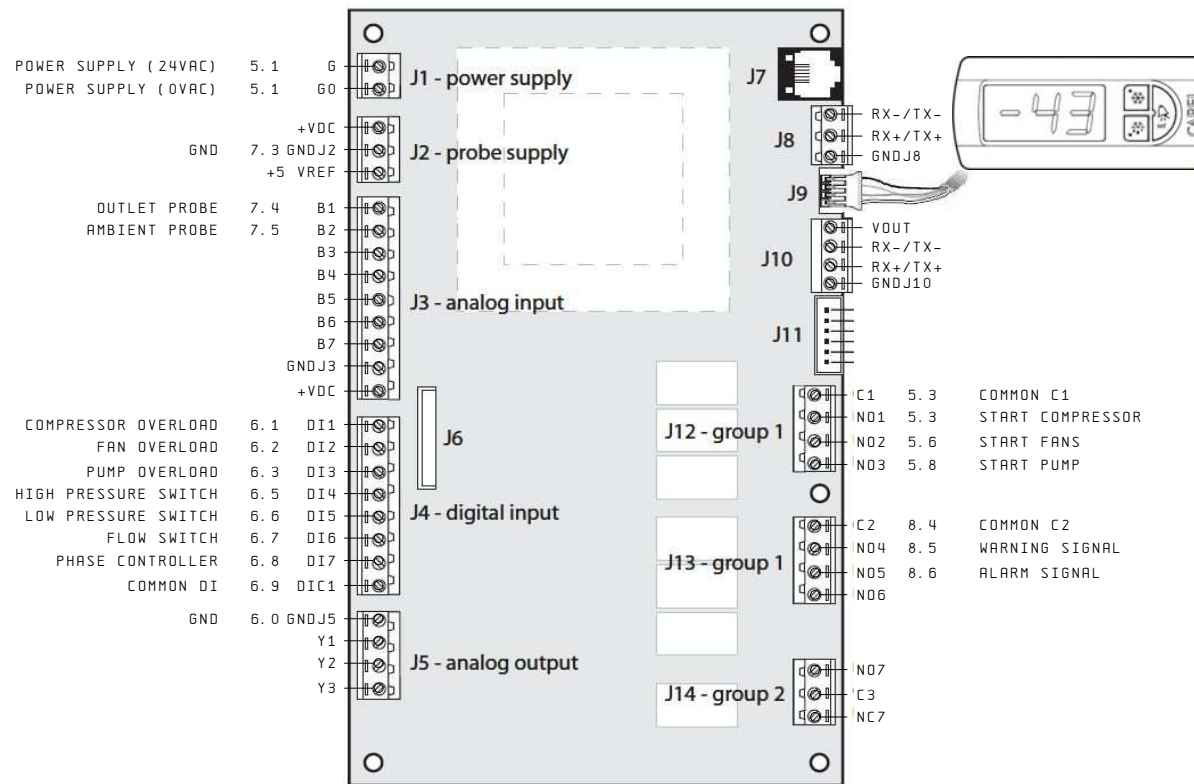 POWER SUPPLY (24VAC) 5.1 G
POWER SUPPLY (0VAC) 5.1 G0
J1 - power supply
+VDC
GND 7.3 GNDJ2
+5 VREF
J2 - probe supply
OUTLET PROBE 7.4 B1
AMBIENT PROBE 7.5 B2
B3
B4
B5
B6
B7
GNDJ3
+VDC
J3 - analog input
COMPRESSOR OVERLOAD 6.1 DI1
FAN OVERLOAD 6.2 DI2
PUMP OVERLOAD 6.3 DI3
HIGH PRESSURE SWITCH 6.5 DI4
LOW PRESSURE SWITCH 6.6 DI5
FLOW SWITCH 6.7 DI6
PHASE CONTROLLER 6.8 DI7
COMMON DI 6.9 DIC1
J4 - digital input
J6
GND 6.0 GNDJ5
Y1
Y2
Y3
J5 - analog output
J7
J8
RX-/TX-
RX+/TX+
GNDJ8
-43
CAREL
J9
J10
VOUT
RX-/TX-
RX+/TX+
GNDJ10
J11
J12 - group 1
C1 5.3 COMMON C1
NO1 5.3 START COMPRESSOR
NO2 5.6 START FANS
NO3 5.8 START PUMP
J13 - group 1
C2 8.4 COMMON C2
NO4 8.5 WARNING SIGNAL
NO5 8.6 ALARM SIGNAL
NO6
J14 - group 2
NO7
C3
NC7